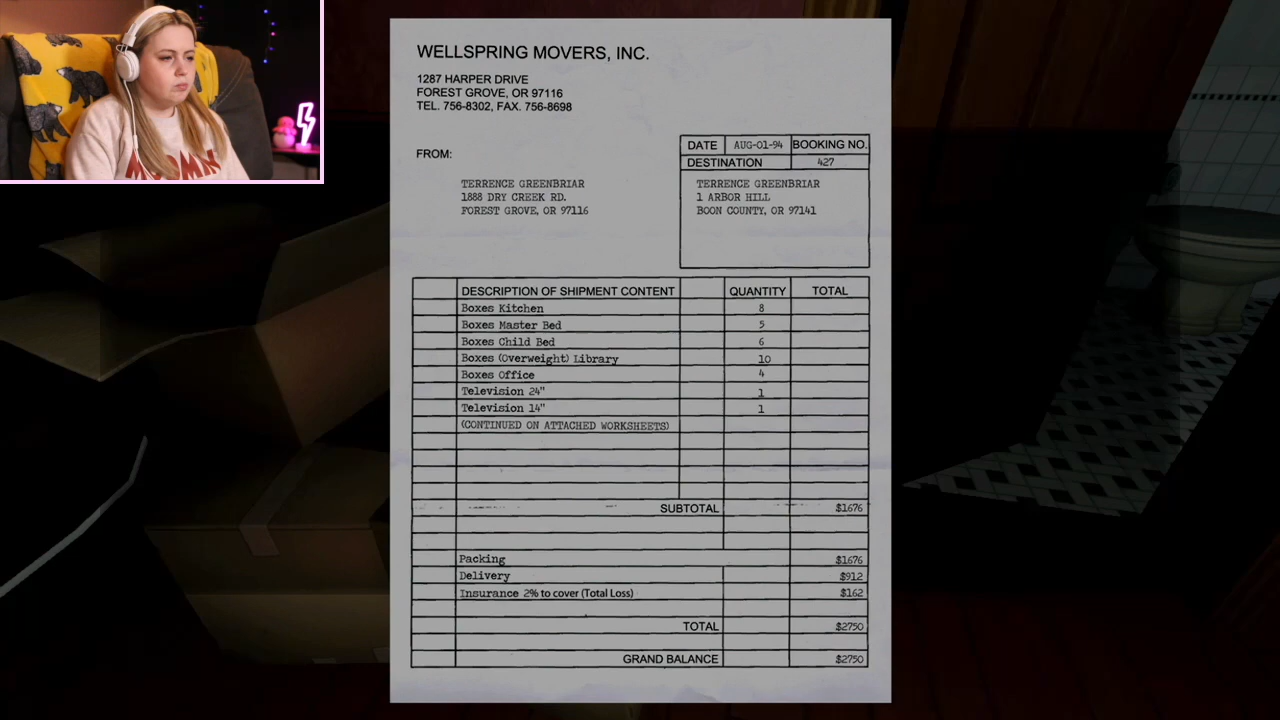 WELLSPRING MOVERS, INC.
1287 HARPER DRIVE
FOREST GROVE, OR 97116
TEL. 756-8302, FAX. 756-8698
FROM:
TERRENCE GREENBRIAR
1888 DRY CREEK RD.
FOREST GROVE, OR 97116
DATE AUG-01-94 BOOKING NO.
DESTINATION 427
TERRENCE GREENBRIAR
1 ARBOR HILL
BOON COUNTY, OR 97141
DESCRIPTION OF SHIPMENT CONTENT QUANTITY TOTAL
Boxes Kitchen 8
Boxes Master Bed 5
Boxes Child Bed 6
Boxes (Overweight) Library 10
Boxes Office 4
Television 24" 1
Television 14" 1
(CONTINUED ON ATTACHED WORKSHEETS)
SUBTOTAL $1676
Packing $1676
Delivery $912
Insurance 2% to cover (Total Loss) $162
TOTAL $2750
GRAND BALANCE $2750